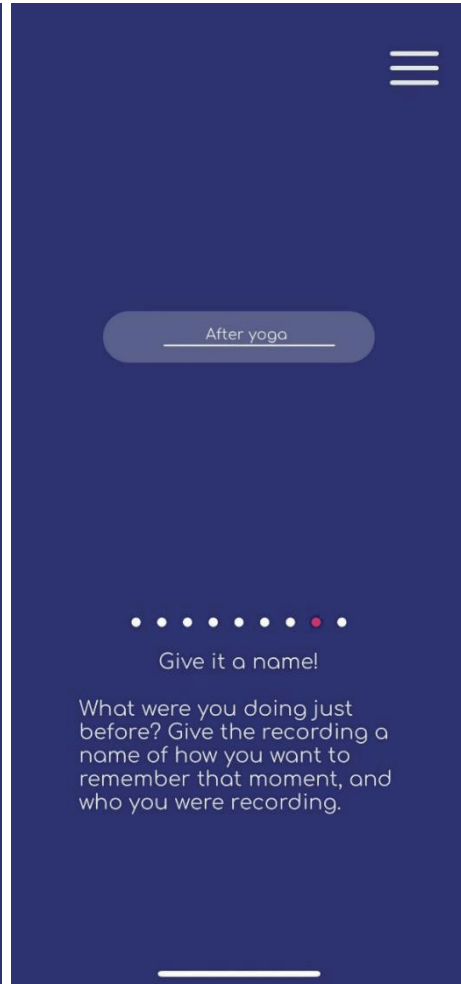 After yoga
Give it a name!
What were you doing just
before? Give the recording a
name of how you want to
remember that moment, and
who you were recording.